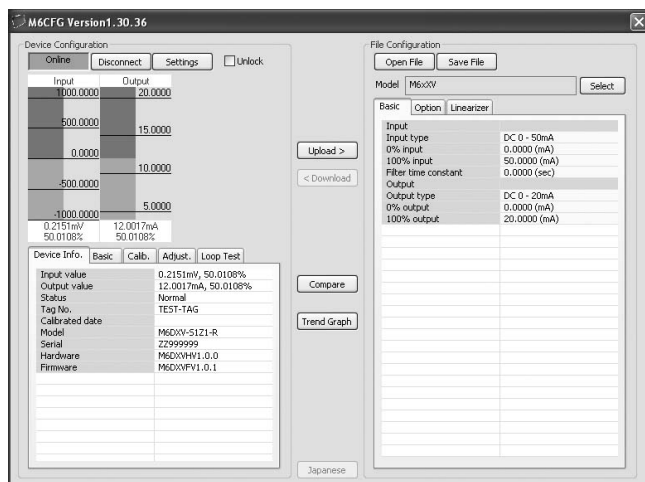 M6CFG Version1.30.36
Device Configuration
Online Disconnect Settings Unlock
Input Output
1000.0000 20.0000
500.0000 15.0000
0.0000 10.0000
-500.0000 5.0000
-1000.0000
0.2151mV 12.0017mA
50.0108% 50.0108%
Device Info. Basic Calib. Adjust. Loop Test
Input value 0.2151mV, 50.0108%
Output value 12.0017mA, 50.0108%
Status Normal
Tag No. TEST-TAG
Calibrated date
Model M6DXV-S1Z1-R
Serial ZZ999999
Hardware M6DXVHV1.0.0
Firmware M6DXVFV1.0.1
Upload >
< Download
Compare
Trend Graph
Japanese
File Configuration
Open File Save File
Model M6xXV Select
Basic Option Linearizer
Input
Input type DC 0 - 50mA
0% input 0.0000 (mA)
100% input 50.0000 (mA)
Filter time constant 0.0000 (sec)
Output
Output type DC 0 - 20mA
0% output 0.0000 (mA)
100% output 20.0000 (mA)